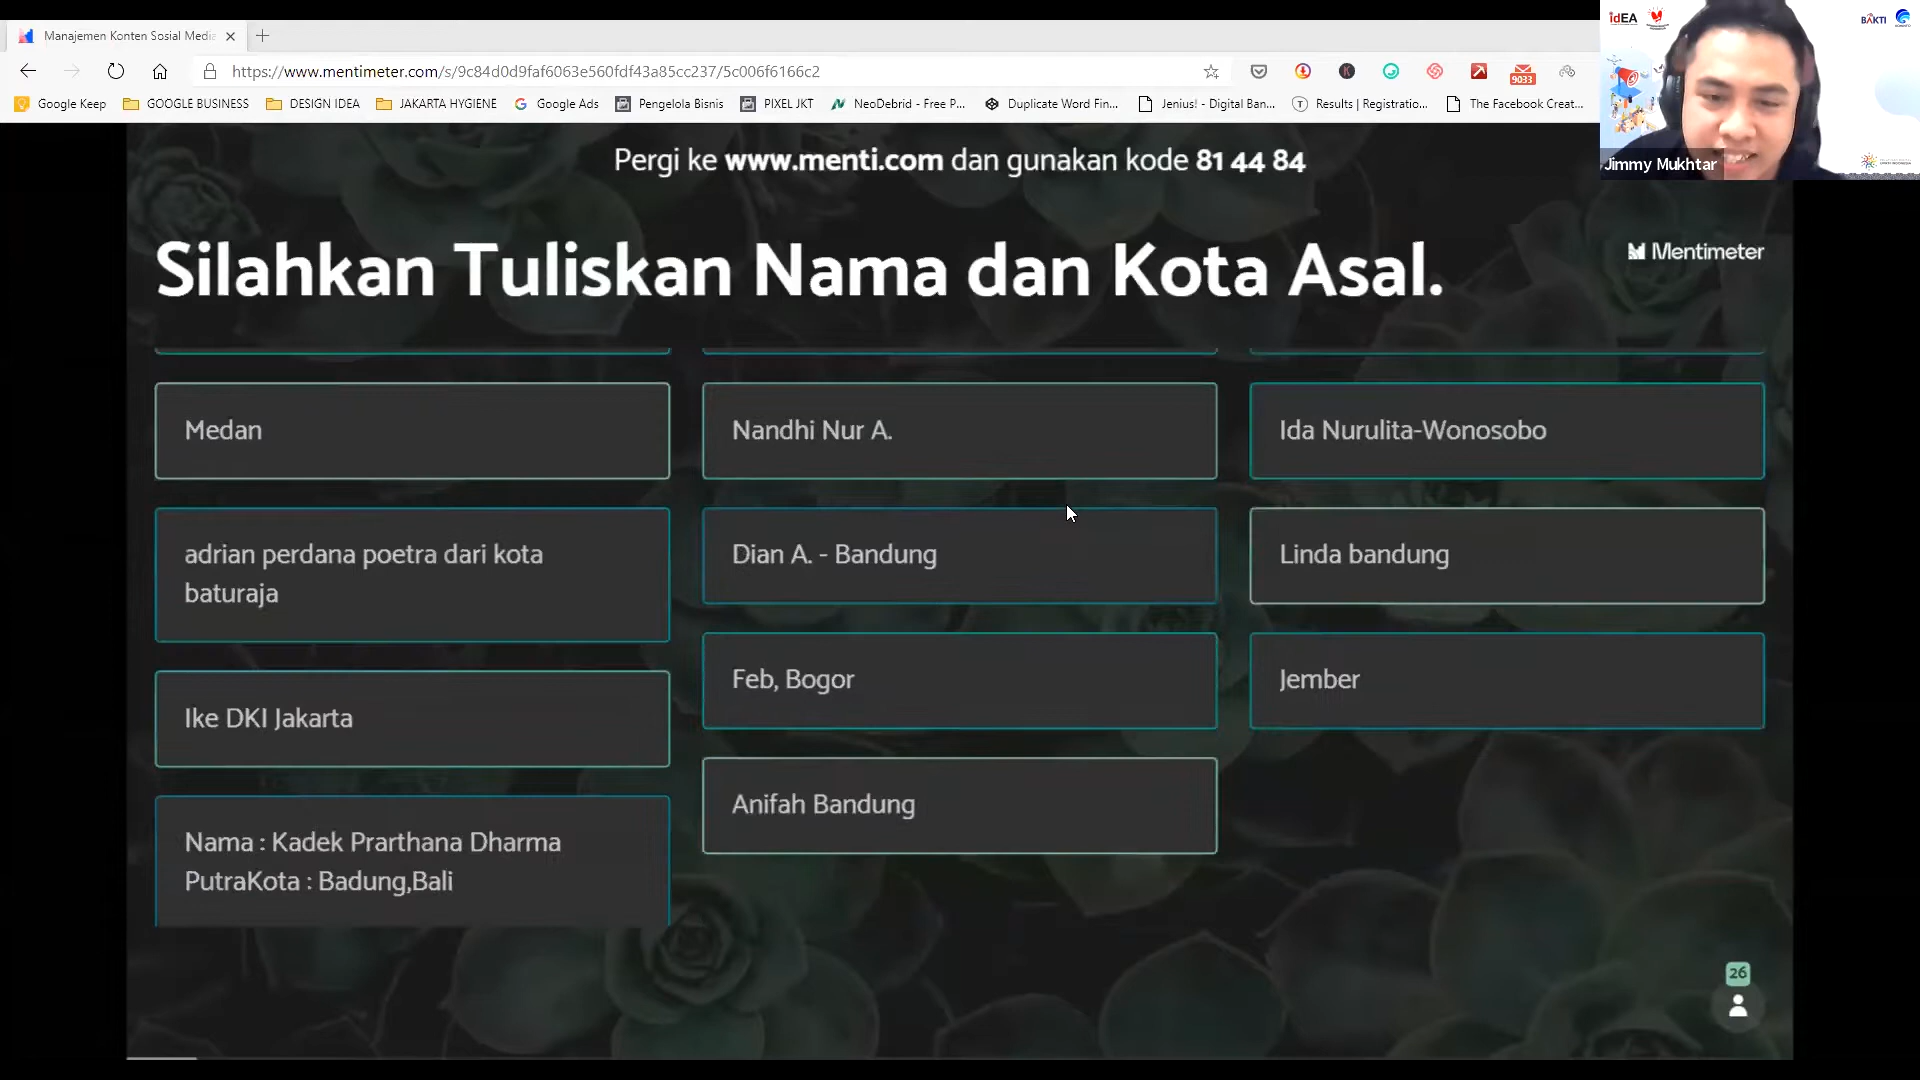 Manajemen Konten Sosial Media
https://www.mentimeter.com/s/9c84d0d9faf6063e560fdf43a85cc237/5c006f6166c2
9033
Google Keep
GOOGLE BUSINESS
DESIGN IDEA
JAKARTA HYGIENE
Google Ads
Pengelola Bisnis
PIXEL JKT
NeoDebrid - Free P...
Duplicate Word Fin...
Jenius! - Digital Ban...
Results | Registratio...
The Facebook Creat...
idEA
BAKTI
Jimmy Mukhtar
Pergi ke www.menti.com dan gunakan kode 81 44 84
Silahkan Tuliskan Nama dan Kota Asal.
Mentimeter
Medan
Nandhi Nur A.
Ida Nurulita-Wonosobo
adrian perdana poetra dari kota
baturaja
Dian A. - Bandung
Linda bandung
Ike DKI Jakarta
Feb, Bogor
Jember
Nama : Kadek Prarthana Dharma
PutraKota : Badung,Bali
Anifah Bandung
26